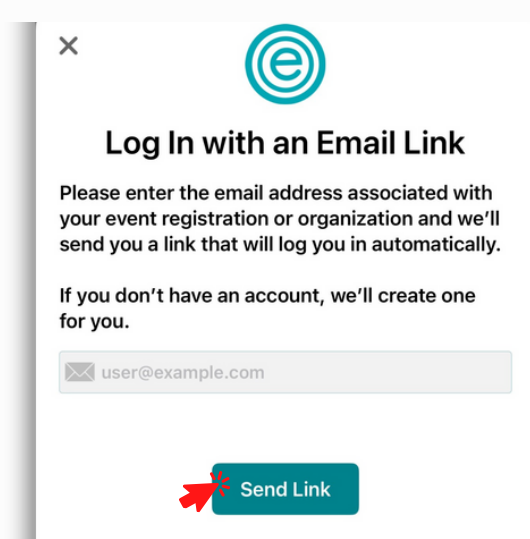 e
Log In with an Email Link
Please enter the email address associated with
your event registration or organization and we'll
send you a link that will log you in automatically.
If you don't have an account, we'll create one
for you.
user@example.com
Send Link